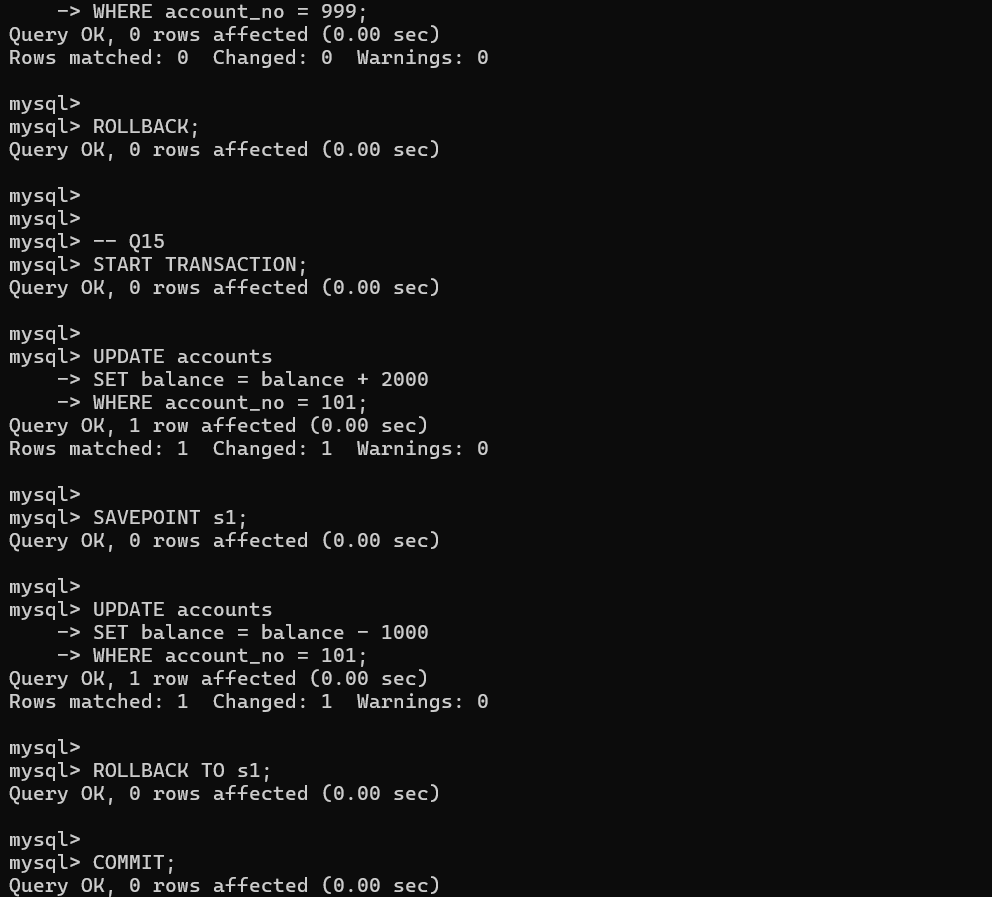 -> WHERE account_no = 999;
Query OK, 0 rows affected (0.00 sec)
Rows matched: 0  Changed: 0  Warnings: 0

mysql>
mysql> ROLLBACK;
Query OK, 0 rows affected (0.00 sec)

mysql>
mysql>
mysql> -- Q15
mysql> START TRANSACTION;
Query OK, 0 rows affected (0.00 sec)

mysql>
mysql> UPDATE accounts
    -> SET balance = balance + 2000
    -> WHERE account_no = 101;
Query OK, 1 row affected (0.00 sec)
Rows matched: 1  Changed: 1  Warnings: 0

mysql>
mysql> SAVEPOINT s1;
Query OK, 0 rows affected (0.00 sec)

mysql>
mysql> UPDATE accounts
    -> SET balance = balance - 1000
    -> WHERE account_no = 101;
Query OK, 1 row affected (0.00 sec)
Rows matched: 1  Changed: 1  Warnings: 0

mysql>
mysql> ROLLBACK TO s1;
Query OK, 0 rows affected (0.00 sec)

mysql>
mysql> COMMIT;
Query OK, 0 rows affected (0.00 sec)